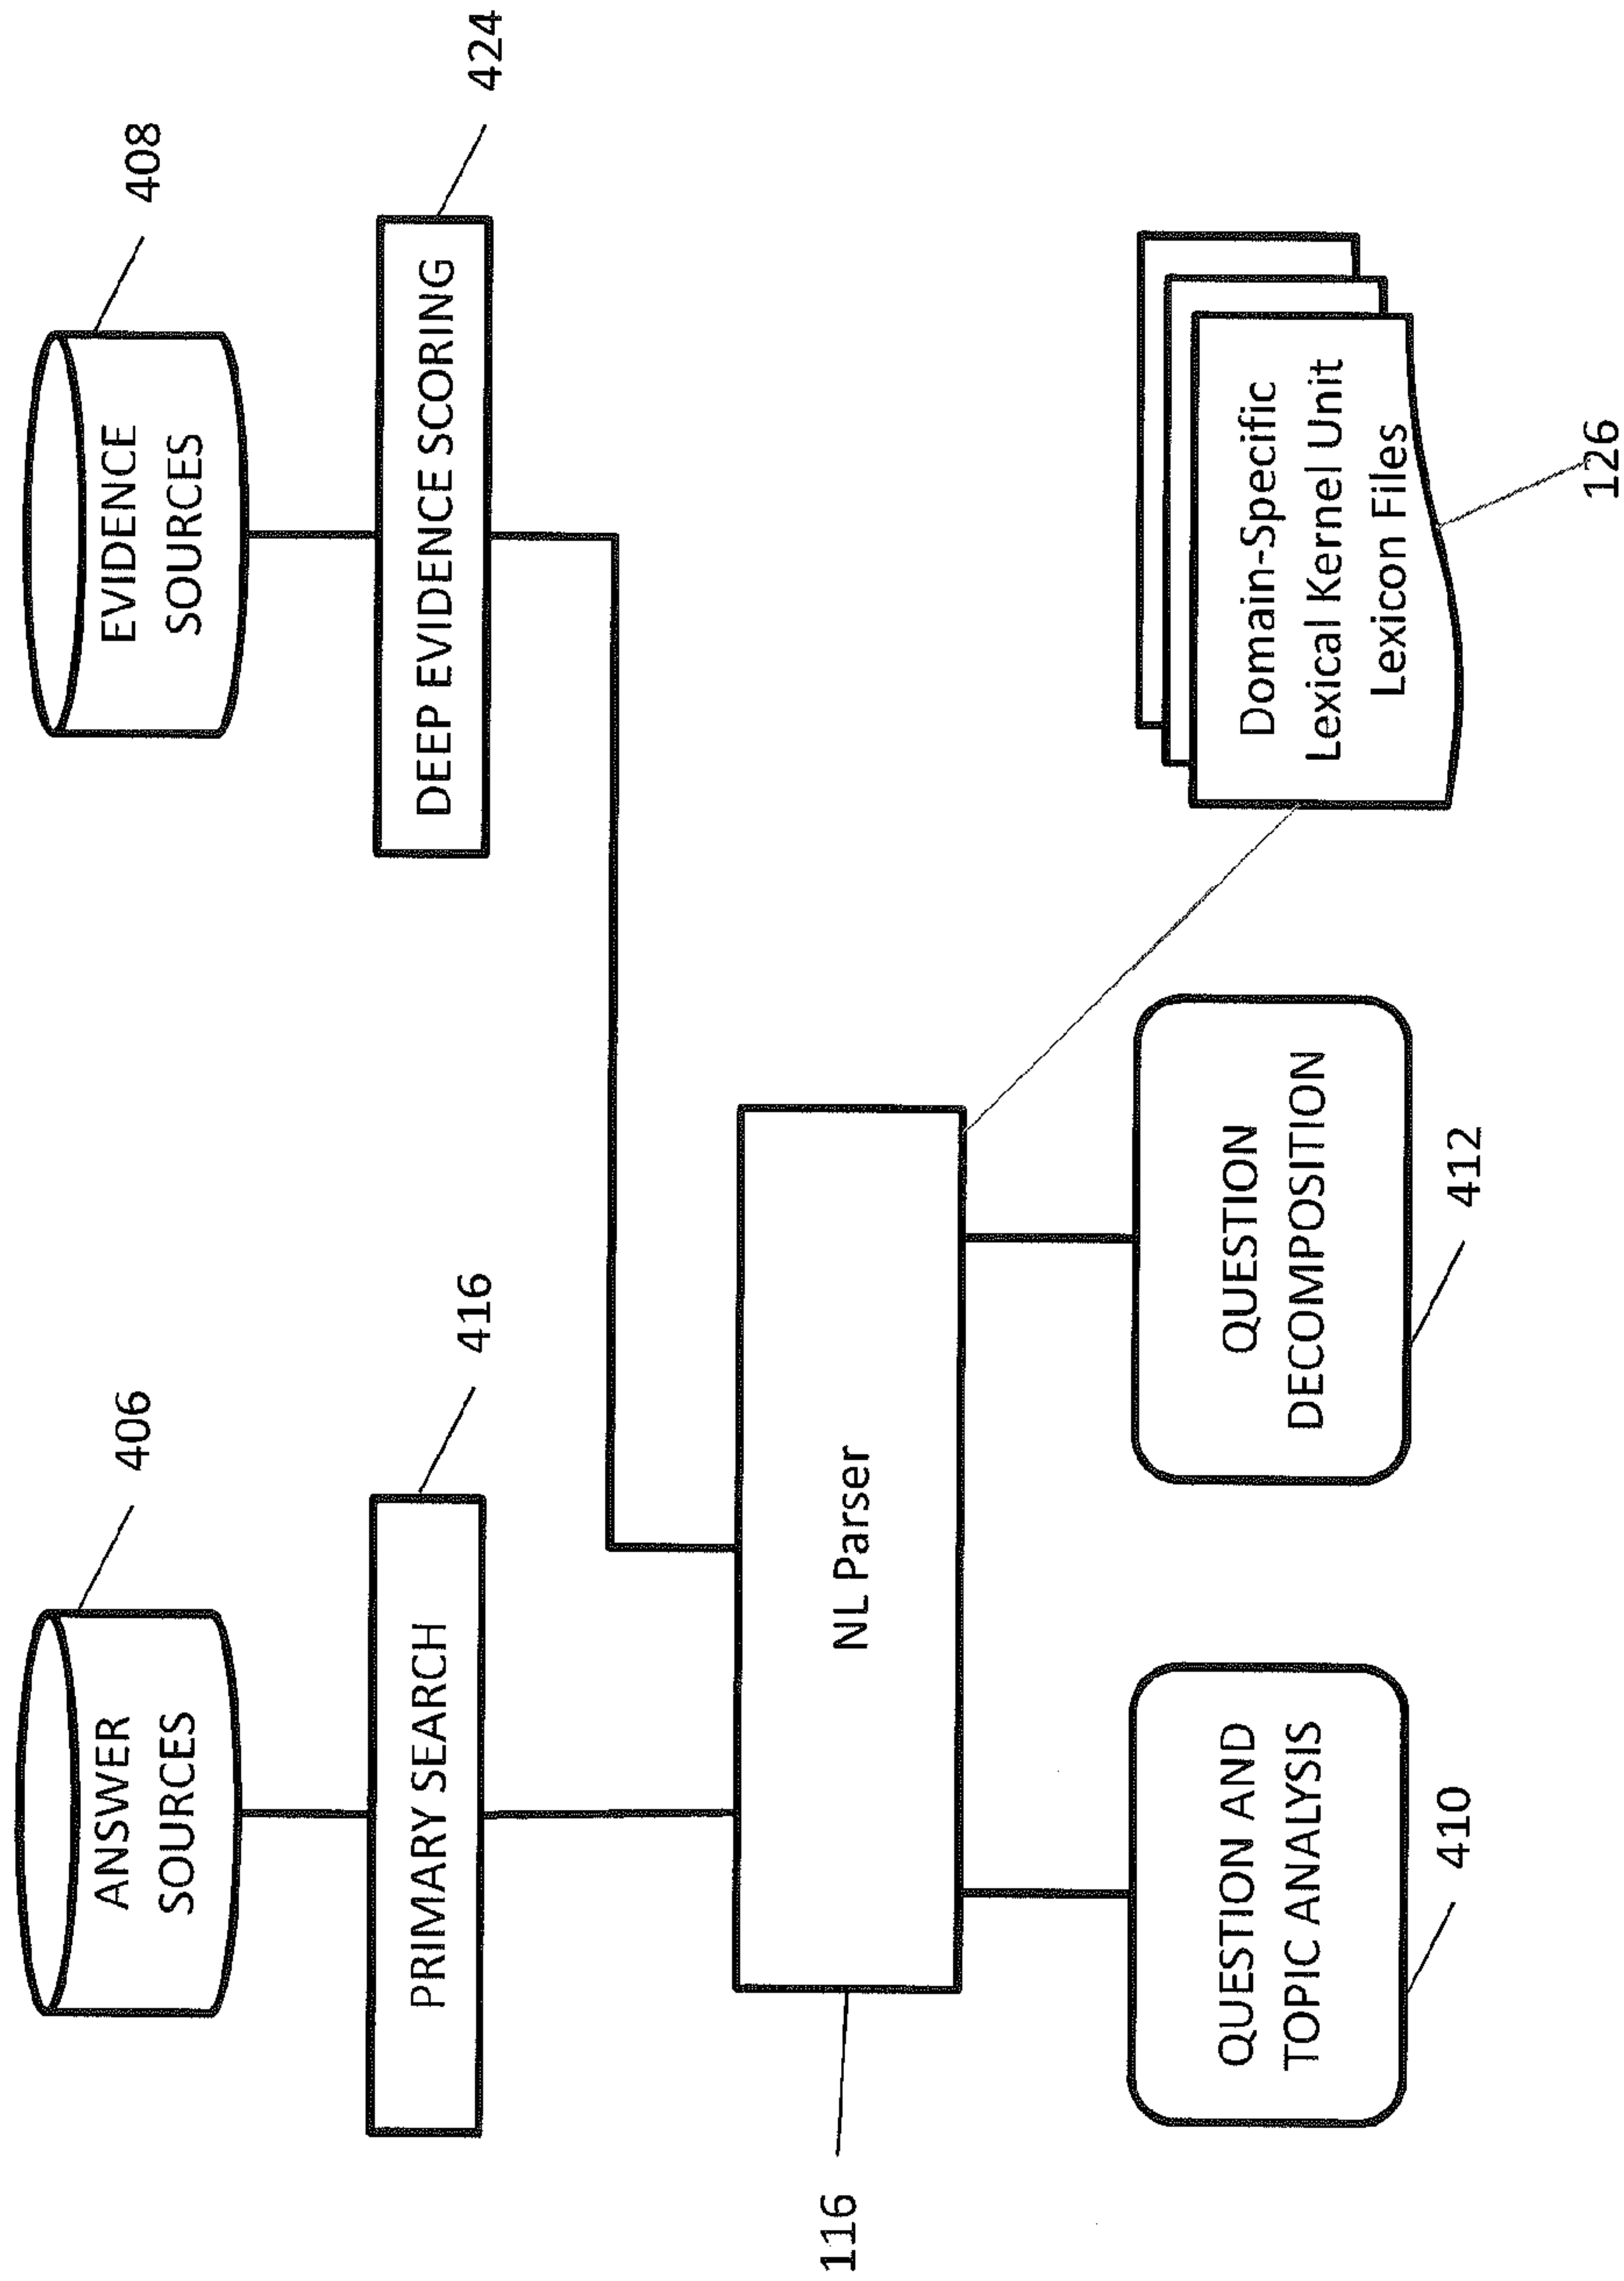 406
ANSWER
SOURCES
408
EVIDENCE
SOURCES
416
PRIMARY SEARCH
424
DEEP EVIDENCE SCORING
116
NL Parser
QUESTION AND
TOPIC ANALYSIS
410
QUESTION
DECOMPOSITION
412
Domain-Specific
Lexical Kernel Unit
Lexicon Files
126